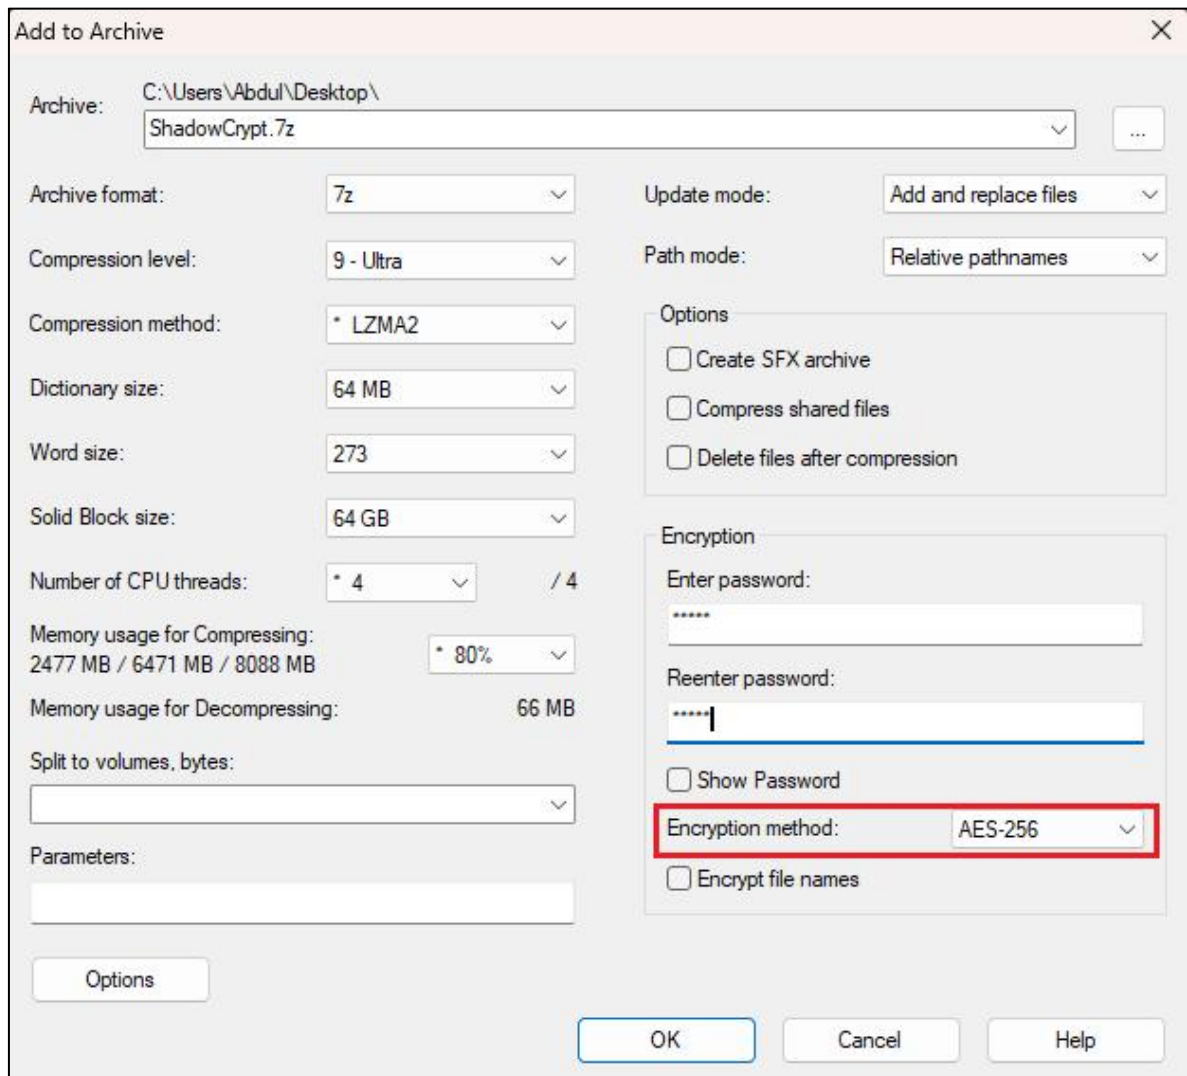 Add to Archive
Archive:
C:\Users\Abdul\Desktop\
ShadowCrypt.7z
...
Archive format:
7z
Compression level:
9 - Ultra
Compression method:
* LZMA2
Dictionary size:
64 MB
Word size:
273
Solid Block size:
64 GB
Number of CPU threads:
* 4
/ 4
Memory usage for Compressing:
2477 MB / 6471 MB / 8088 MB
* 80%
Memory usage for Decompressing:
66 MB
Split to volumes, bytes:
Parameters:
Options
Update mode:
Add and replace files
Path mode:
Relative pathnames
Options
Create SFX archive
Compress shared files
Delete files after compression
Encryption
Enter password:
*****
Reenter password:
*****
Show Password
Encryption method:
AES-256
Encrypt file names
OK
Cancel
Help